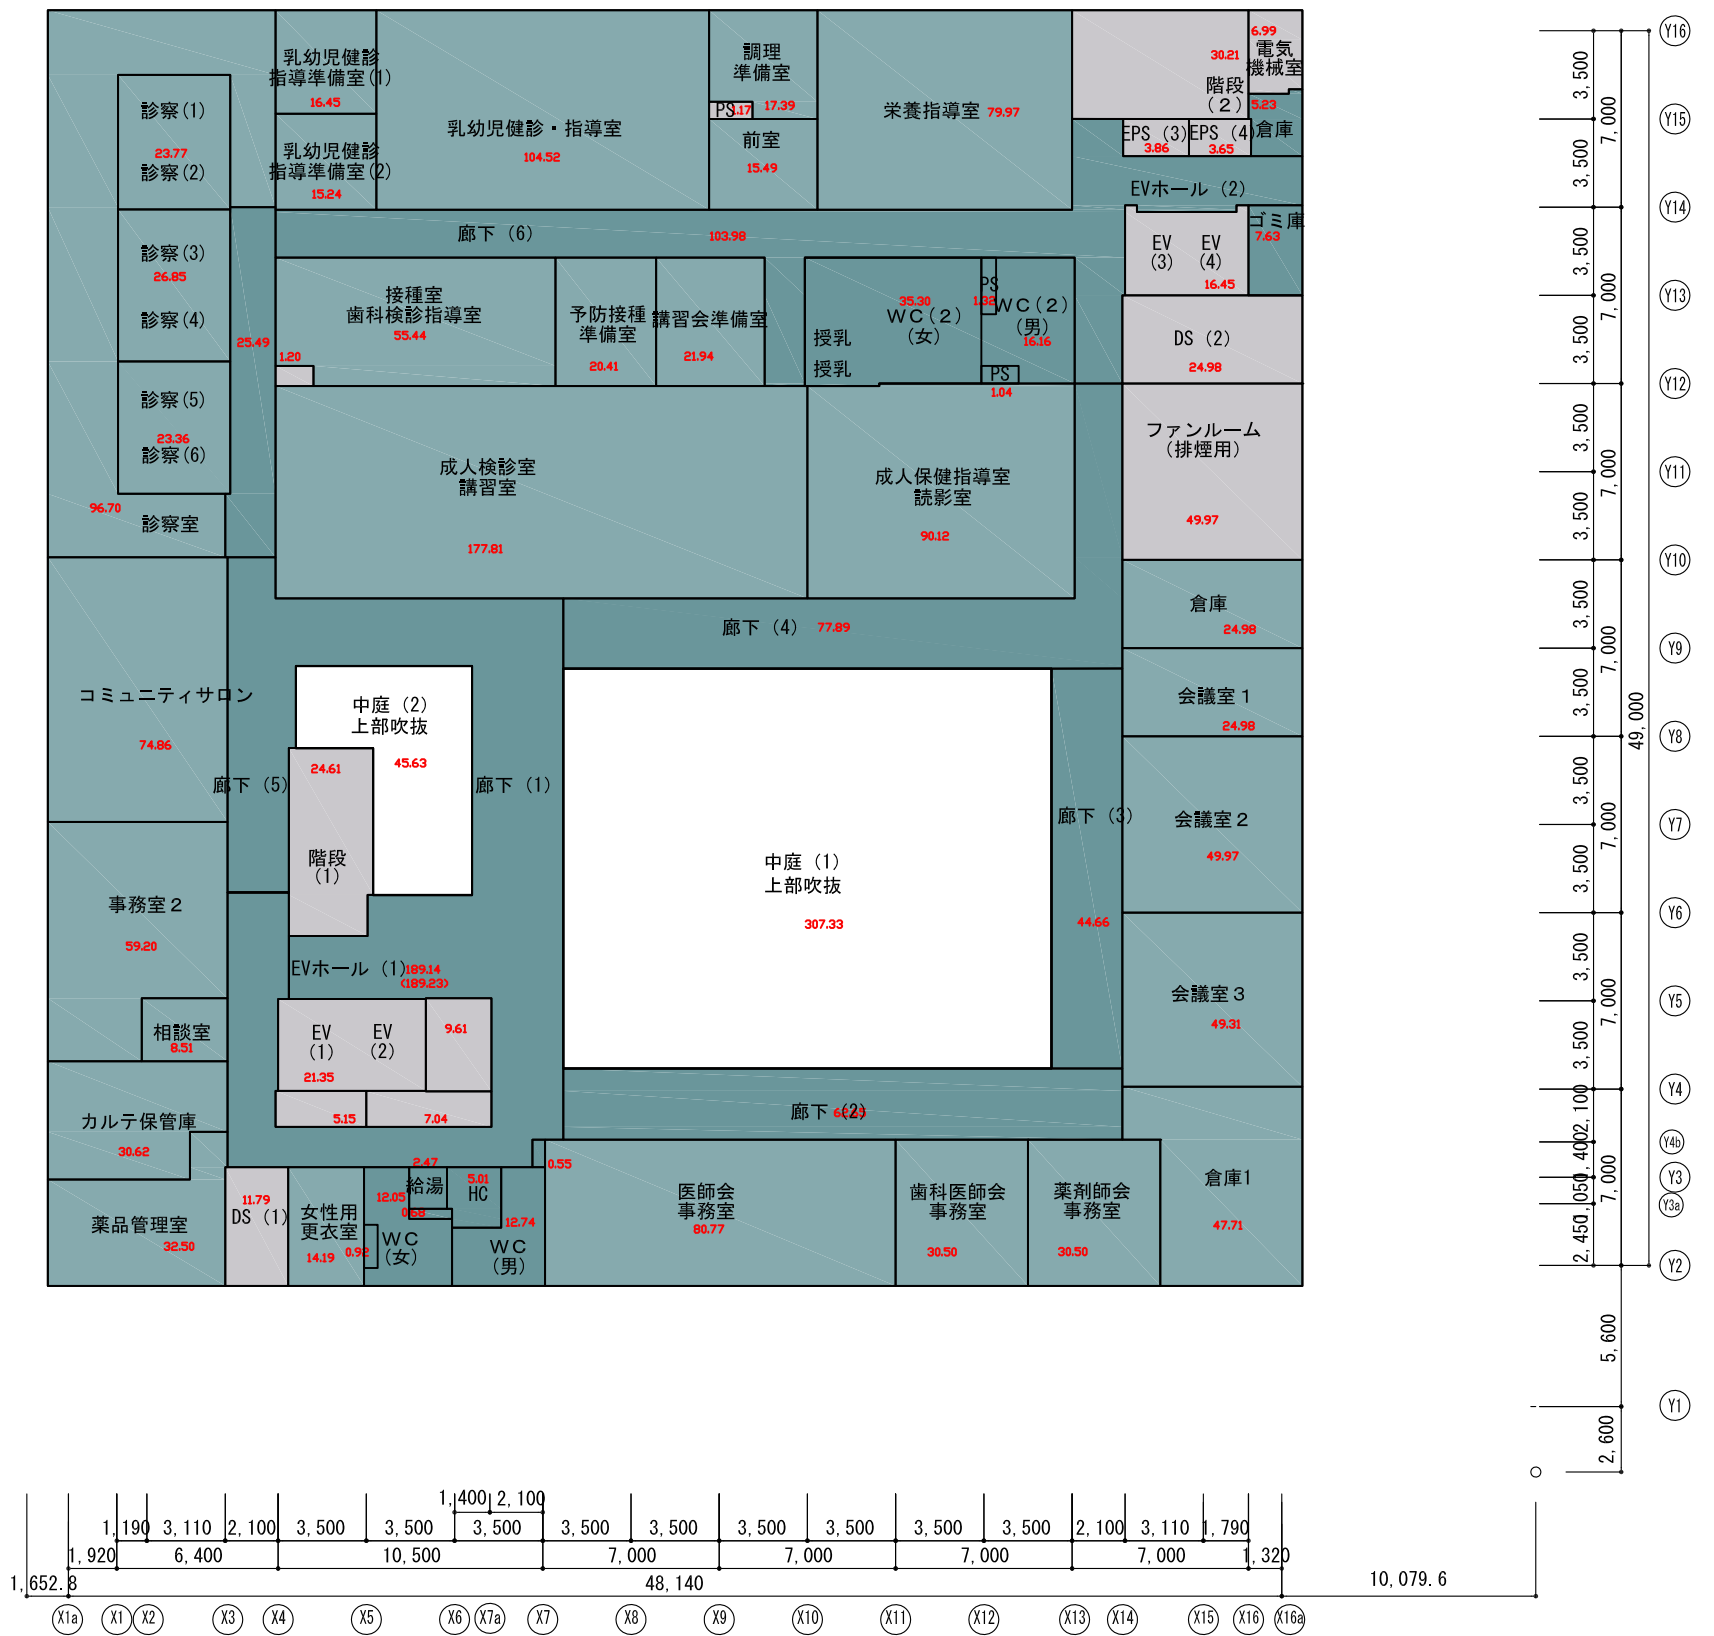 乳幼児健診
指導準備室(1)
16.45
調理
準備室
17.39
PS
1.17
栄養指導室 79.97
30.21
階段
(2)
6.99
電気
機械室
5.23
倉庫
診察(1)
23.77
診察(2)
乳幼児健診
指導準備室(2)
15.24
乳幼児健診・指導室
104.52
前室
15.49
EPS (3)
3.86
EPS (4)
3.65
EVホール (2)
廊下 (6)
103.98
ゴミ庫
7.63
EV
(3)
EV
(4)
16.45
診察(3)
26.85
診察(4)
25.49
接種室
歯科検診指導室
55.44
1.20
予防接種
準備室
20.41
講習会準備室
21.94
授乳
授乳
35.30
WC(2)
(女)
PS
1.32
WC(2)
(男)
16.16
PS
1.04
DS (2)
24.98
診察(5)
23.36
診察(6)
96.70
診察室
成人検診室
講習室
177.81
成人保健指導室
読影室
90.12
ファンルーム
(排煙用)
49.97
倉庫
24.98
廊下 (4) 77.89
会議室1
24.98
コミュニティサロン
74.86
中庭 (2)
上部吹抜
45.63
24.61
階段
(1)
廊下 (5)
廊下 (1)
中庭 (1)
上部吹抜
307.33
廊下 (3)
44.66
会議室2
49.97
事務室2
59.20
EVホール (1)
189.14
(189.23)
会議室3
49.31
相談室
8.51
EV
(1)
EV
(2)
21.35
9.61
5.15
7.04
廊下 (2)
62.65
カルテ保管庫
30.62
2.47
0.55
薬品管理室
32.50
11.79
DS (1)
女性用
更衣室
14.19
0.92
12.05
給湯
0.68
WC
(女)
5.01
HC
12.74
WC
(男)
医師会
事務室
80.77
歯科医師会
事務室
30.50
薬剤師会
事務室
30.50
倉庫1
47.71
3,500
3,500
3,500
3,500
3,500
3,500
3,500
3,500
3,500
3,500
3,500
3,500
2,100
1,400
1,050
2,450
7,000
7,000
7,000
7,000
7,000
7,000
7,000
49,000
5,600
2,600
Y16
Y15
Y14
Y13
Y12
Y11
Y10
Y9
Y8
Y7
Y6
Y5
Y4
Y4b
Y3
Y3a
Y2
Y1
1,400 2,100
1,190 3,110 2,100 3,500 3,500 3,500 3,500 3,500 3,500 3,500 3,500 3,500 2,100 3,110 1,790
1,920 6,400 10,500 7,000 7,000 7,000 7,000 1,320
1,652.8 48,140 10,079.6
X1a X1 X2 X3 X4 X5 X6 X7a X7 X8 X9 X10 X11 X12 X13 X14 X15 X16 X16a